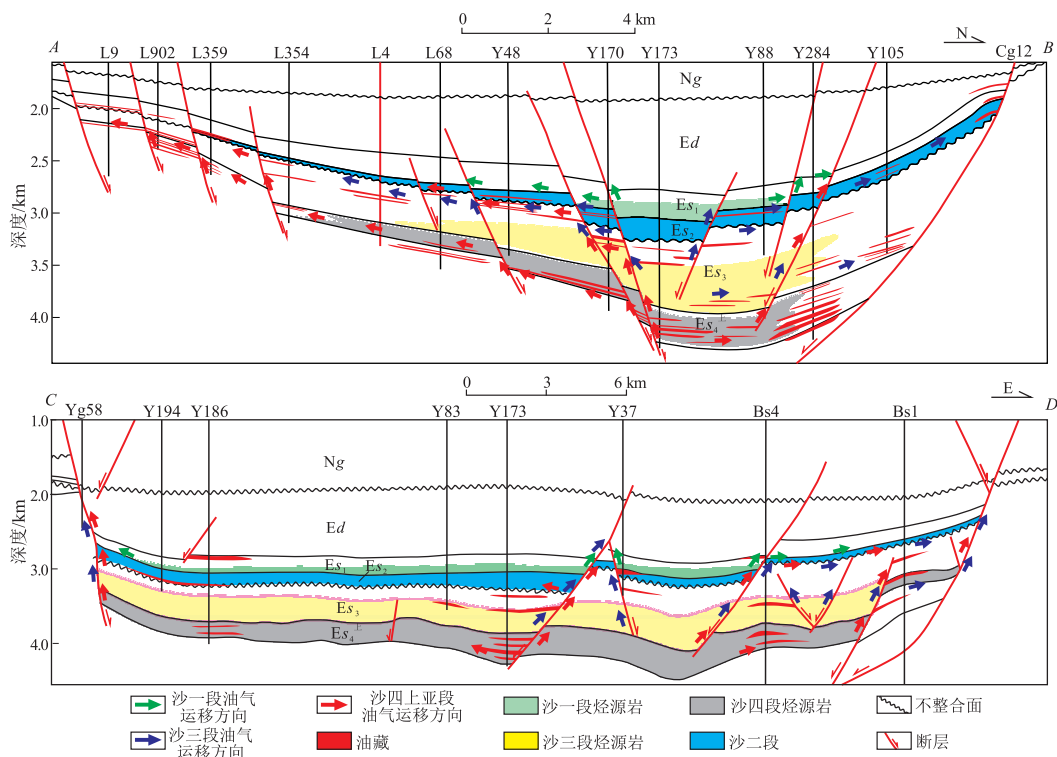 0 2 4 km
A L9 L902 L359 L354 L4 L68 Y48 Y170 Y173 Y88 Y284 Y105 N Cg12 B
Ng
2.0
Ed
2.5
深度/km
3.0
Es1
Es2
3.5
Es3
4.0
Es4上
0 3 6 km
C Yg58 Y194 Y186 Y83 Y173 Y37 Bs4 Bs1 E D
1.0
Ng
2.0
深度/km
Ed
3.0
Es1 Es2
Es3
4.0
Es4上
沙一段油气
运移方向
沙四上亚段
油气运移方向
沙一段烃源岩
沙四段烃源岩
不整合面
沙三段油气
运移方向
油藏
沙三段烃源岩
沙二段
断层